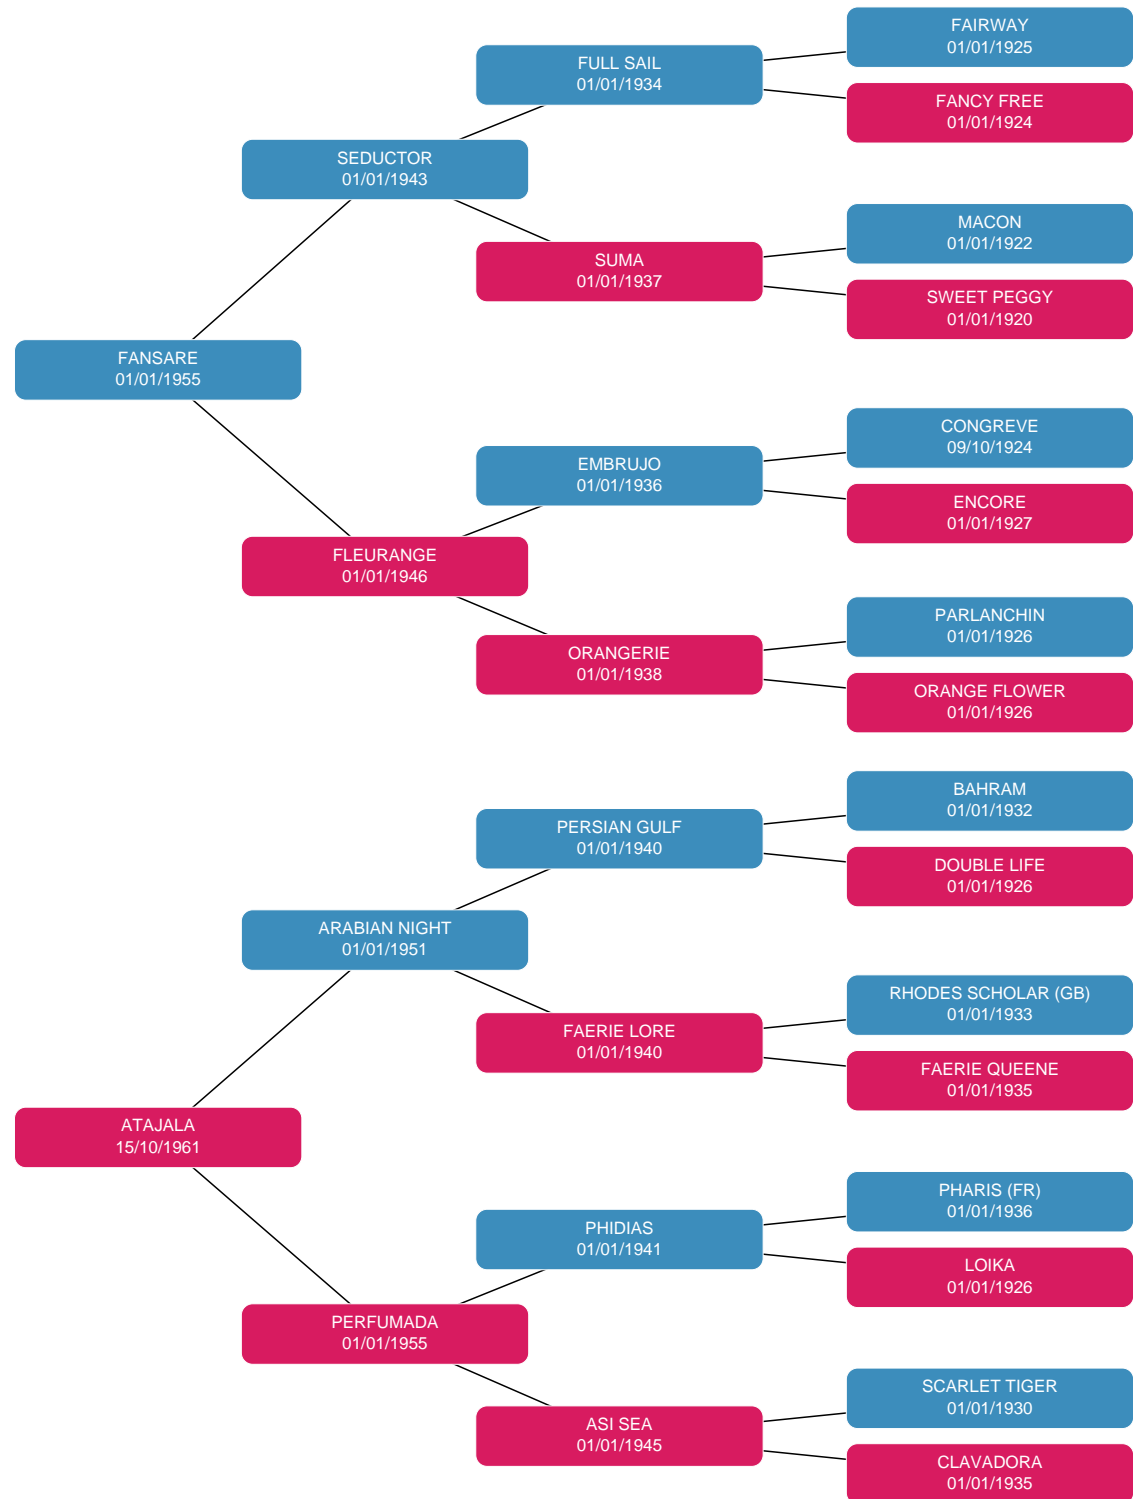 FAIRWAY
01/01/1925
FULL SAIL
01/01/1934
FANCY FREE
01/01/1924
SEDUCTOR
01/01/1943
MACON
01/01/1922
SUMA
01/01/1937
SWEET PEGGY
01/01/1920
FANSARE
01/01/1955
CONGREVE
09/10/1924
EMBRUJO
01/01/1936
ENCORE
01/01/1927
FLEURANGE
01/01/1946
PARLANCHIN
01/01/1926
ORANGERIE
01/01/1938
ORANGE FLOWER
01/01/1926
BAHRAM
01/01/1932
PERSIAN GULF
01/01/1940
DOUBLE LIFE
01/01/1926
ARABIAN NIGHT
01/01/1951
RHODES SCHOLAR (GB)
01/01/1933
FAERIE LORE
01/01/1940
FAERIE QUEENE
01/01/1935
ATAJALA
15/10/1961
PHARIS (FR)
01/01/1936
PHIDIAS
01/01/1941
LOIKA
01/01/1926
PERFUMADA
01/01/1955
SCARLET TIGER
01/01/1930
ASI SEA
01/01/1945
CLAVADORA
01/01/1935